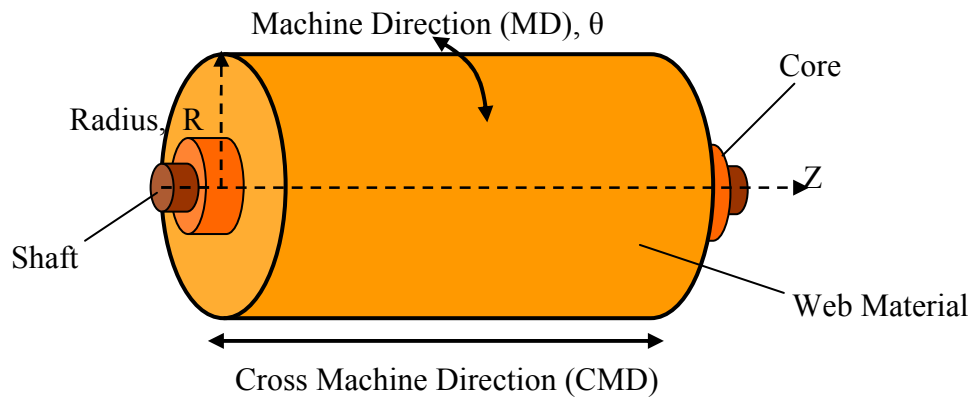 Machine Direction (MD), θ
Core
Radius, R
Z
Shaft
Web Material
Cross Machine Direction (CMD)